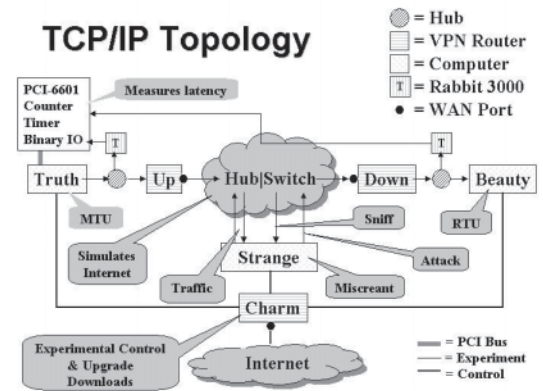 TCP/IP Topology
= Hub
= VPN Router
= Computer
T = Rabbit 3000
= WAN Port
PCI-6601
Counter
Timer
Binary IO
Measures latency
T
T
Truth
Up
Hub|Switch
Down
Beauty
MTU
Sniff
RTU
Simulates
Internet
Traffic
Strange
Miscreant
Attack
Charm
Experimental Control
& Upgrade
Downloads
Internet
= PCI Bus
= Experiment
= Control